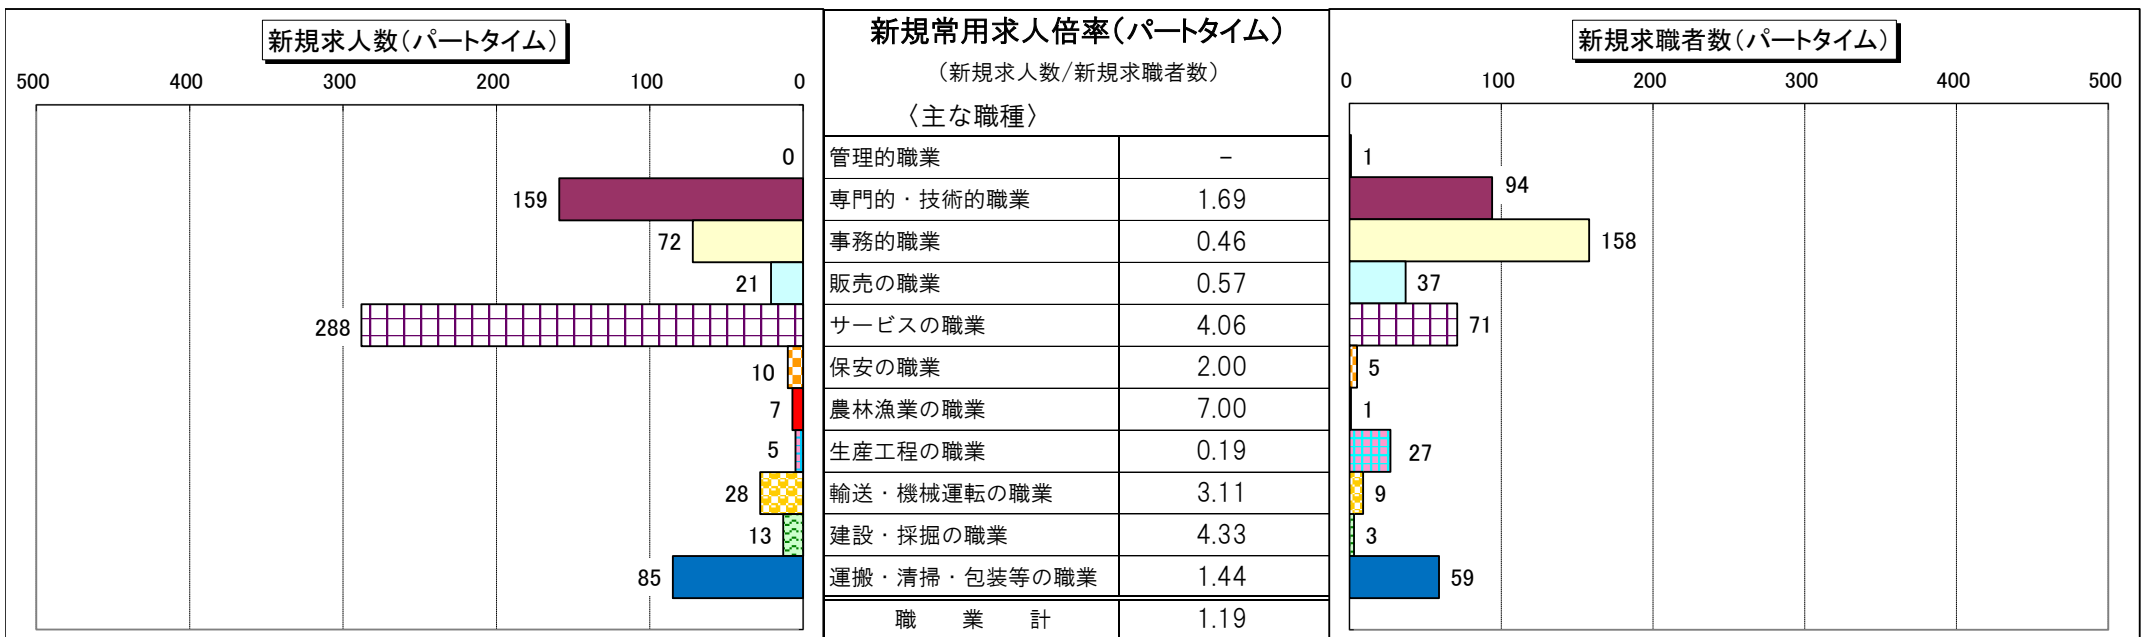 新規求人数(パートタイム)
500 400 300 200 100 0
0
159
72
21
288
10
7
5
28
13
85
新規常用求人倍率(パートタイム)
(新規求人数/新規求職者数)
〈主な職種〉
管理的職業 −
専門的・技術的職業 1.69
事務的職業 0.46
販売の職業 0.57
サービスの職業 4.06
保安の職業 2.00
農林漁業の職業 7.00
生産工程の職業 0.19
輸送・機械運転の職業 3.11
建設・採掘の職業 4.33
運搬・清掃・包装等の職業 1.44
職 業 計 1.19
新規求職者数(パートタイム)
0 100 200 300 400 500
1
94
158
37
71
5
1
27
9
3
59